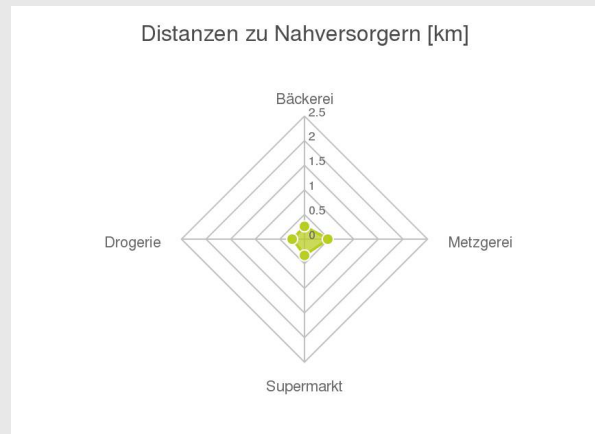 Distanzen zu Nahversorgern [km]
Bäckerei
2.5
2
1.5
1
0.5
0
Drogerie
Metzgerei
Supermarkt